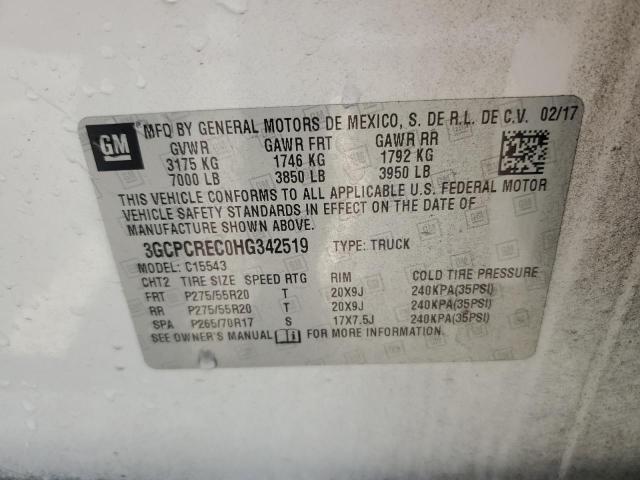 GM
MFD BY GENERAL MOTORS DE MEXICO, S. DE R.L. DE C.V. 02/17
GVWR GAWR FRT GAWR RR
3175 KG 1746 KG 1792 KG
7000 LB 3850 LB 3950 LB
THIS VEHICLE CONFORMS TO ALL APPLICABLE U.S. FEDERAL MOTOR
VEHICLE SAFETY STANDARDS IN EFFECT ON THE DATE OF
MANUFACTURE SHOWN ABOVE.
3GCPCREC0HG342519 TYPE: TRUCK
MODEL: C15543
CHT2 TIRE SIZE SPEED RTG RIM COLD TIRE PRESSURE
FRT P275/55R20 T 20X9J 240KPA(35PSI)
RR P275/55R20 T 20X9J 240KPA(35PSI)
SPA P265/70R17 S 17X7.5J 240KPA(35PSI)
SEE OWNER'S MANUAL FOR MORE INFORMATION